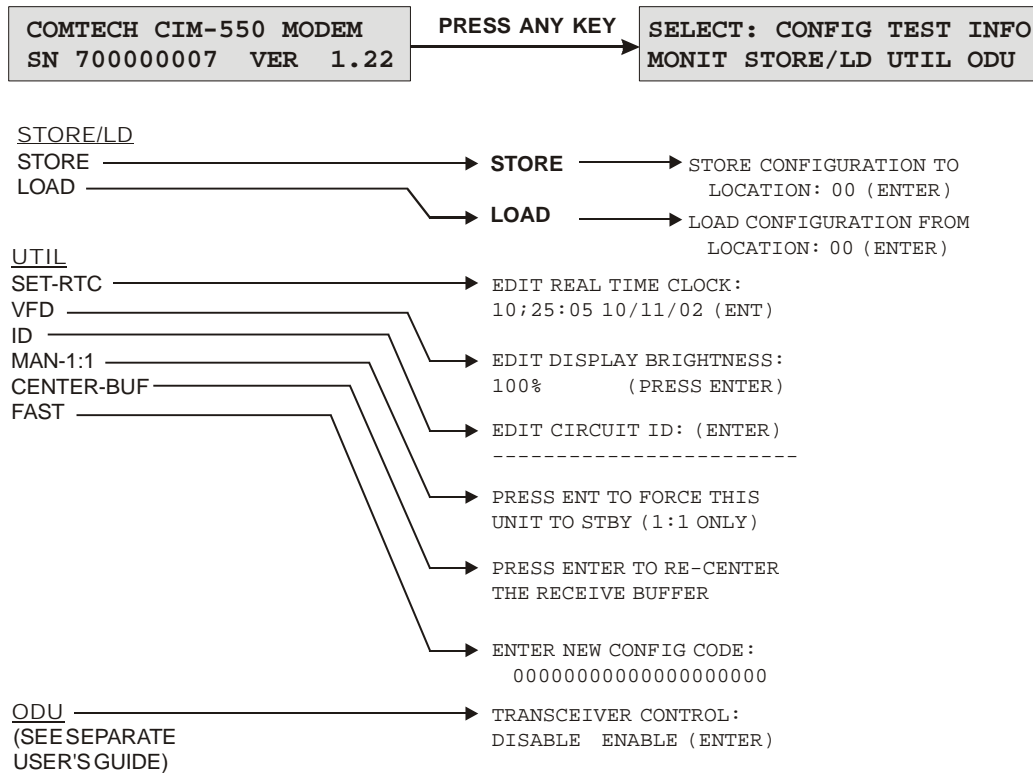 COMTECH CIM-550 MODEM
SN 700000007 VER 1.22
PRESS ANY KEY
SELECT: CONFIG TEST INFO
MONIT STORE/LD UTIL ODU
STORE/LD
STORE
LOAD
STORE
STORE CONFIGURATION TO
LOCATION: 00 (ENTER)
LOAD
LOAD CONFIGURATION FROM
LOCATION: 00 (ENTER)
UTIL
SET-RTC
VFD
ID
MAN-1:1
CENTER-BUF
FAST
EDIT REAL TIME CLOCK:
10;25:05 10/11/02 (ENT)
EDIT DISPLAY BRIGHTNESS:
100% (PRESS ENTER)
EDIT CIRCUIT ID: (ENTER)
------------------------
PRESS ENT TO FORCE THIS
UNIT TO STBY (1:1 ONLY)
PRESS ENTER TO RE-CENTER
THE RECEIVE BUFFER
ENTER NEW CONFIG CODE:
00000000000000000000
ODU
(SEE SEPARATE
USER'S GUIDE)
TRANSCEIVER CONTROL:
DISABLE ENABLE (ENTER)